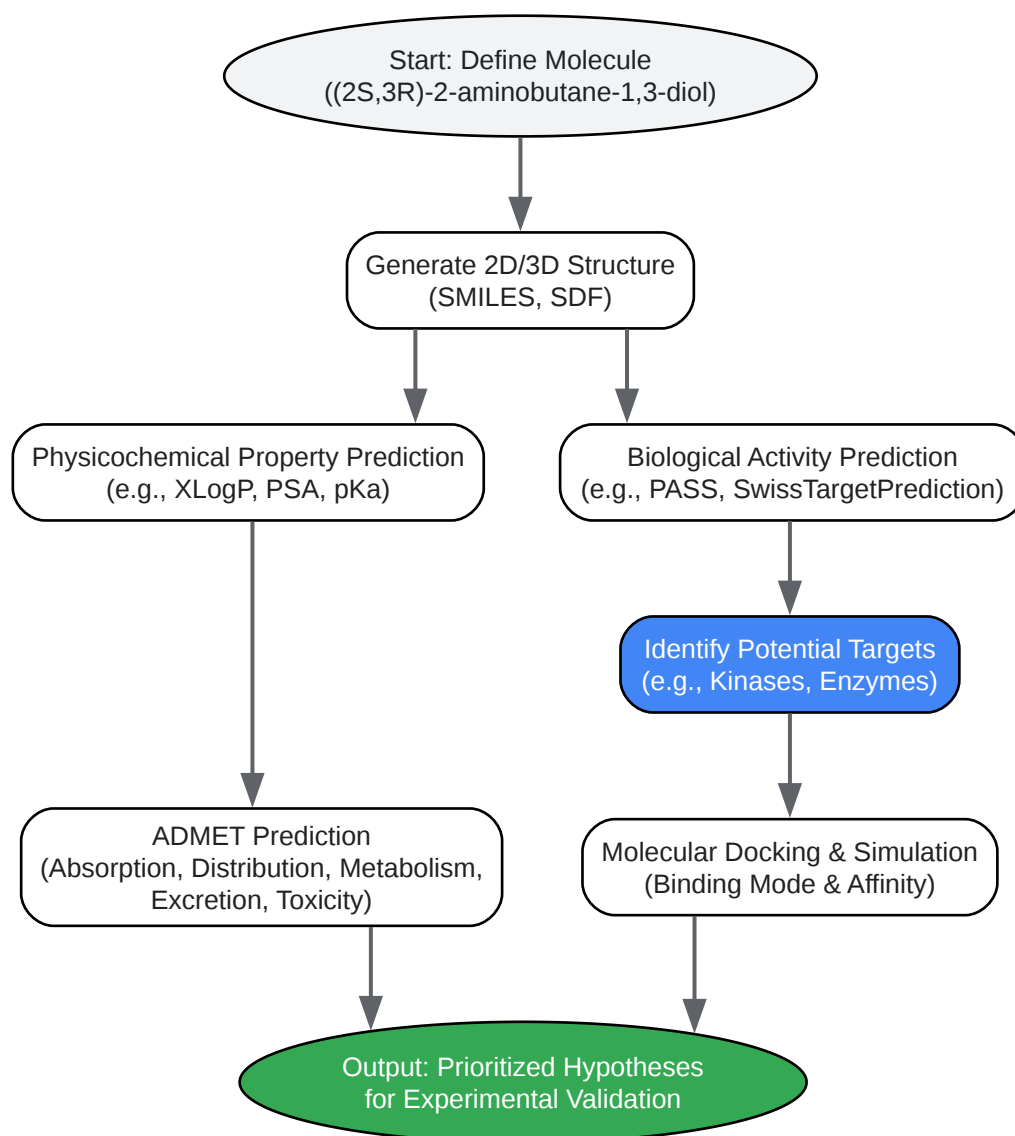 Start: Define Molecule
((2S,3R)-2-aminobutane-1,3-diol)
Generate 2D/3D Structure
(SMILES, SDF)
Physicochemical Property Prediction
(e.g., XLogP, PSA, pKa)
Biological Activity Prediction
(e.g., PASS, SwissTargetPrediction)
Identify Potential Targets
(e.g., Kinases, Enzymes)
ADMET Prediction
(Absorption, Distribution, Metabolism,
Excretion, Toxicity)
Molecular Docking & Simulation
(Binding Mode & Affinity)
Output: Prioritized Hypotheses
for Experimental Validation